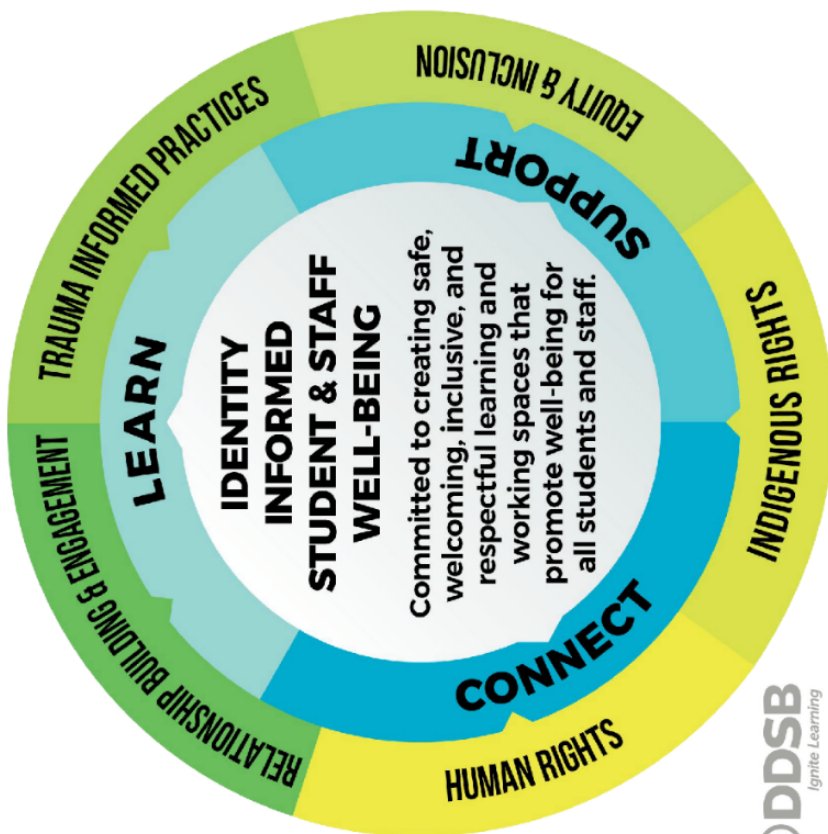 IDENTITY
INFORMED
STUDENT & STAFF
WELL-BEING
Committed to creating safe,
welcoming, inclusive, and
respectful learning and
working spaces that
promote well-being for
all students and staff.
LEARN
SUPPORT
CONNECT
RELATIONSHIP BUILDING & ENGAGEMENT
TRAUMA INFORMED PRACTICES
EQUITY & INCLUSION
INDIGENOUS RIGHTS
HUMAN RIGHTS
DDSB
Ignite Learning